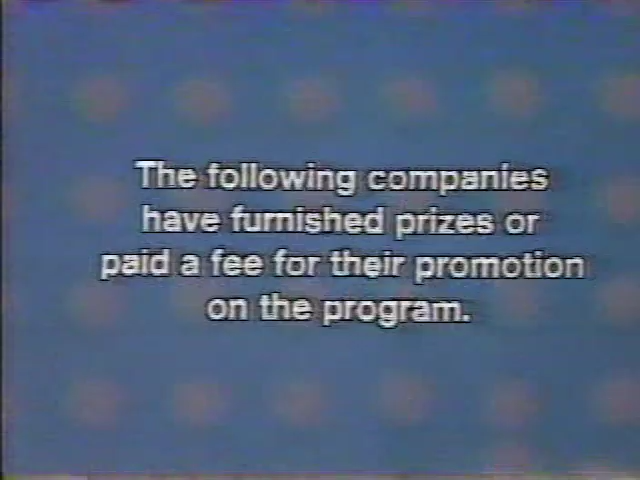 The following companies
have furnished prizes or
paid a fee for their promotion
on the program.